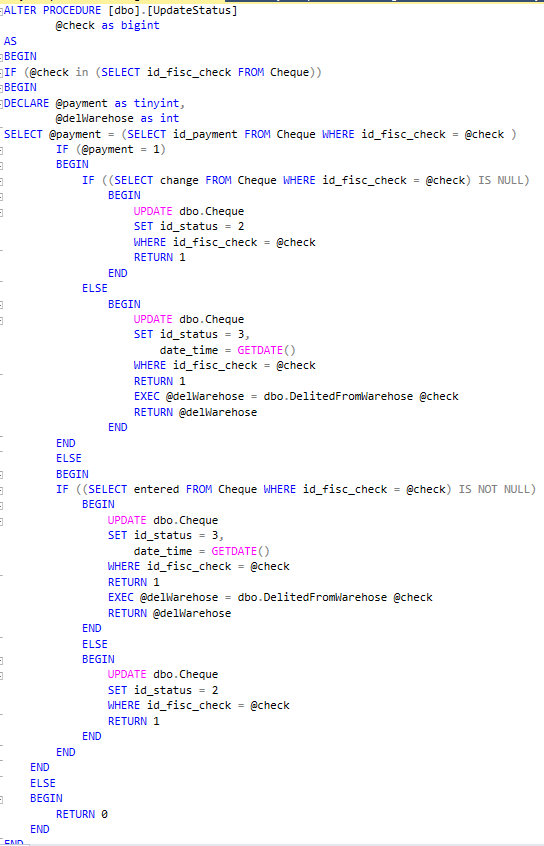 ALTER PROCEDURE [dbo].[UpdateStatus]
@check as bigint
AS
BEGIN
IF (@check in (SELECT id_fisc_check FROM Cheque))
BEGIN
DECLARE @payment as tinyint,
@delWarehose as int
SELECT @payment = (SELECT id_payment FROM Cheque WHERE id_fisc_check = @check )
IF (@payment = 1)
BEGIN
IF ((SELECT change FROM Cheque WHERE id_fisc_check = @check) IS NULL)
BEGIN
UPDATE dbo.Cheque
SET id_status = 2
WHERE id_fisc_check = @check
RETURN 1
END
ELSE
BEGIN
UPDATE dbo.Cheque
SET id_status = 3,
date_time = GETDATE()
WHERE id_fisc_check = @check
RETURN 1
EXEC @delWarehose = dbo.DelitedFromWarehose @check
RETURN @delWarehose
END
END
ELSE
BEGIN
IF ((SELECT entered FROM Cheque WHERE id_fisc_check = @check) IS NOT NULL)
BEGIN
UPDATE dbo.Cheque
SET id_status = 3,
date_time = GETDATE()
WHERE id_fisc_check = @check
RETURN 1
EXEC @delWarehose = dbo.DelitedFromWarehose @check
RETURN @delWarehose
END
ELSE
BEGIN
UPDATE dbo.Cheque
SET id_status = 2
WHERE id_fisc_check = @check
RETURN 1
END
END
END
ELSE
BEGIN
RETURN 0
END
END